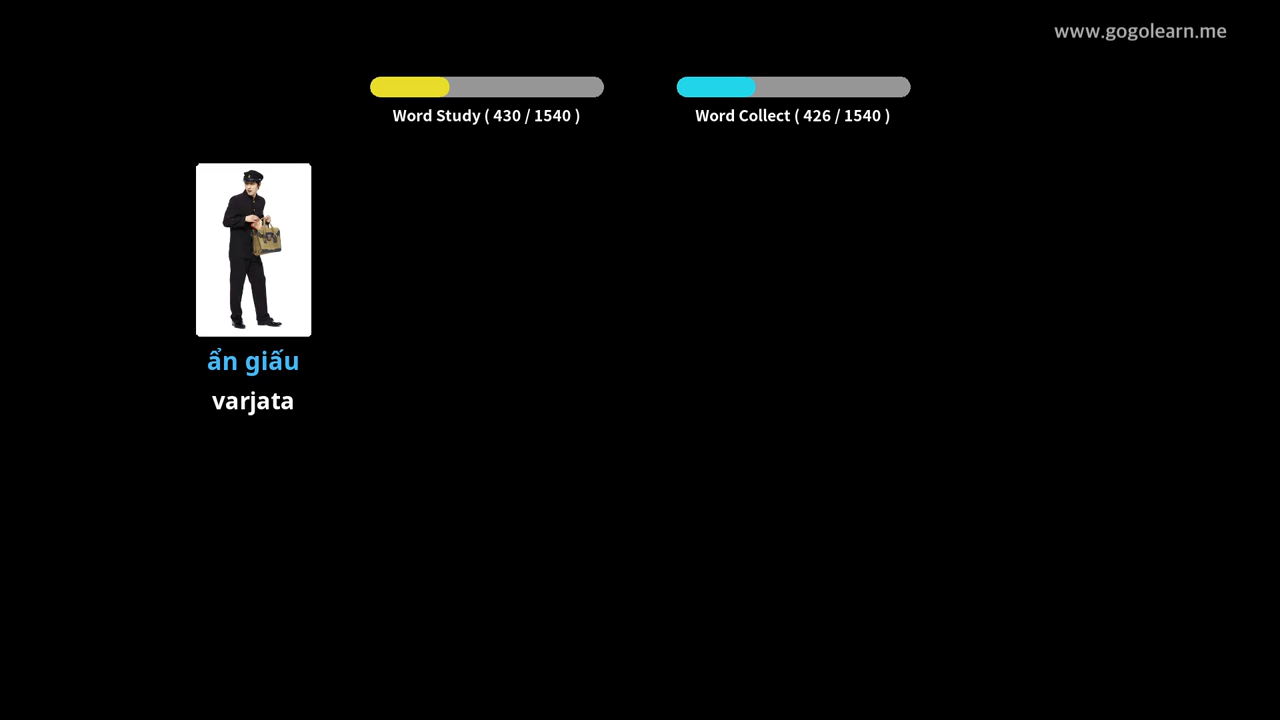 www.gogolearn.me
Word Study ( 430 / 1540 )
Word Collect ( 426 / 1540 )
ẩn giấu
varjata